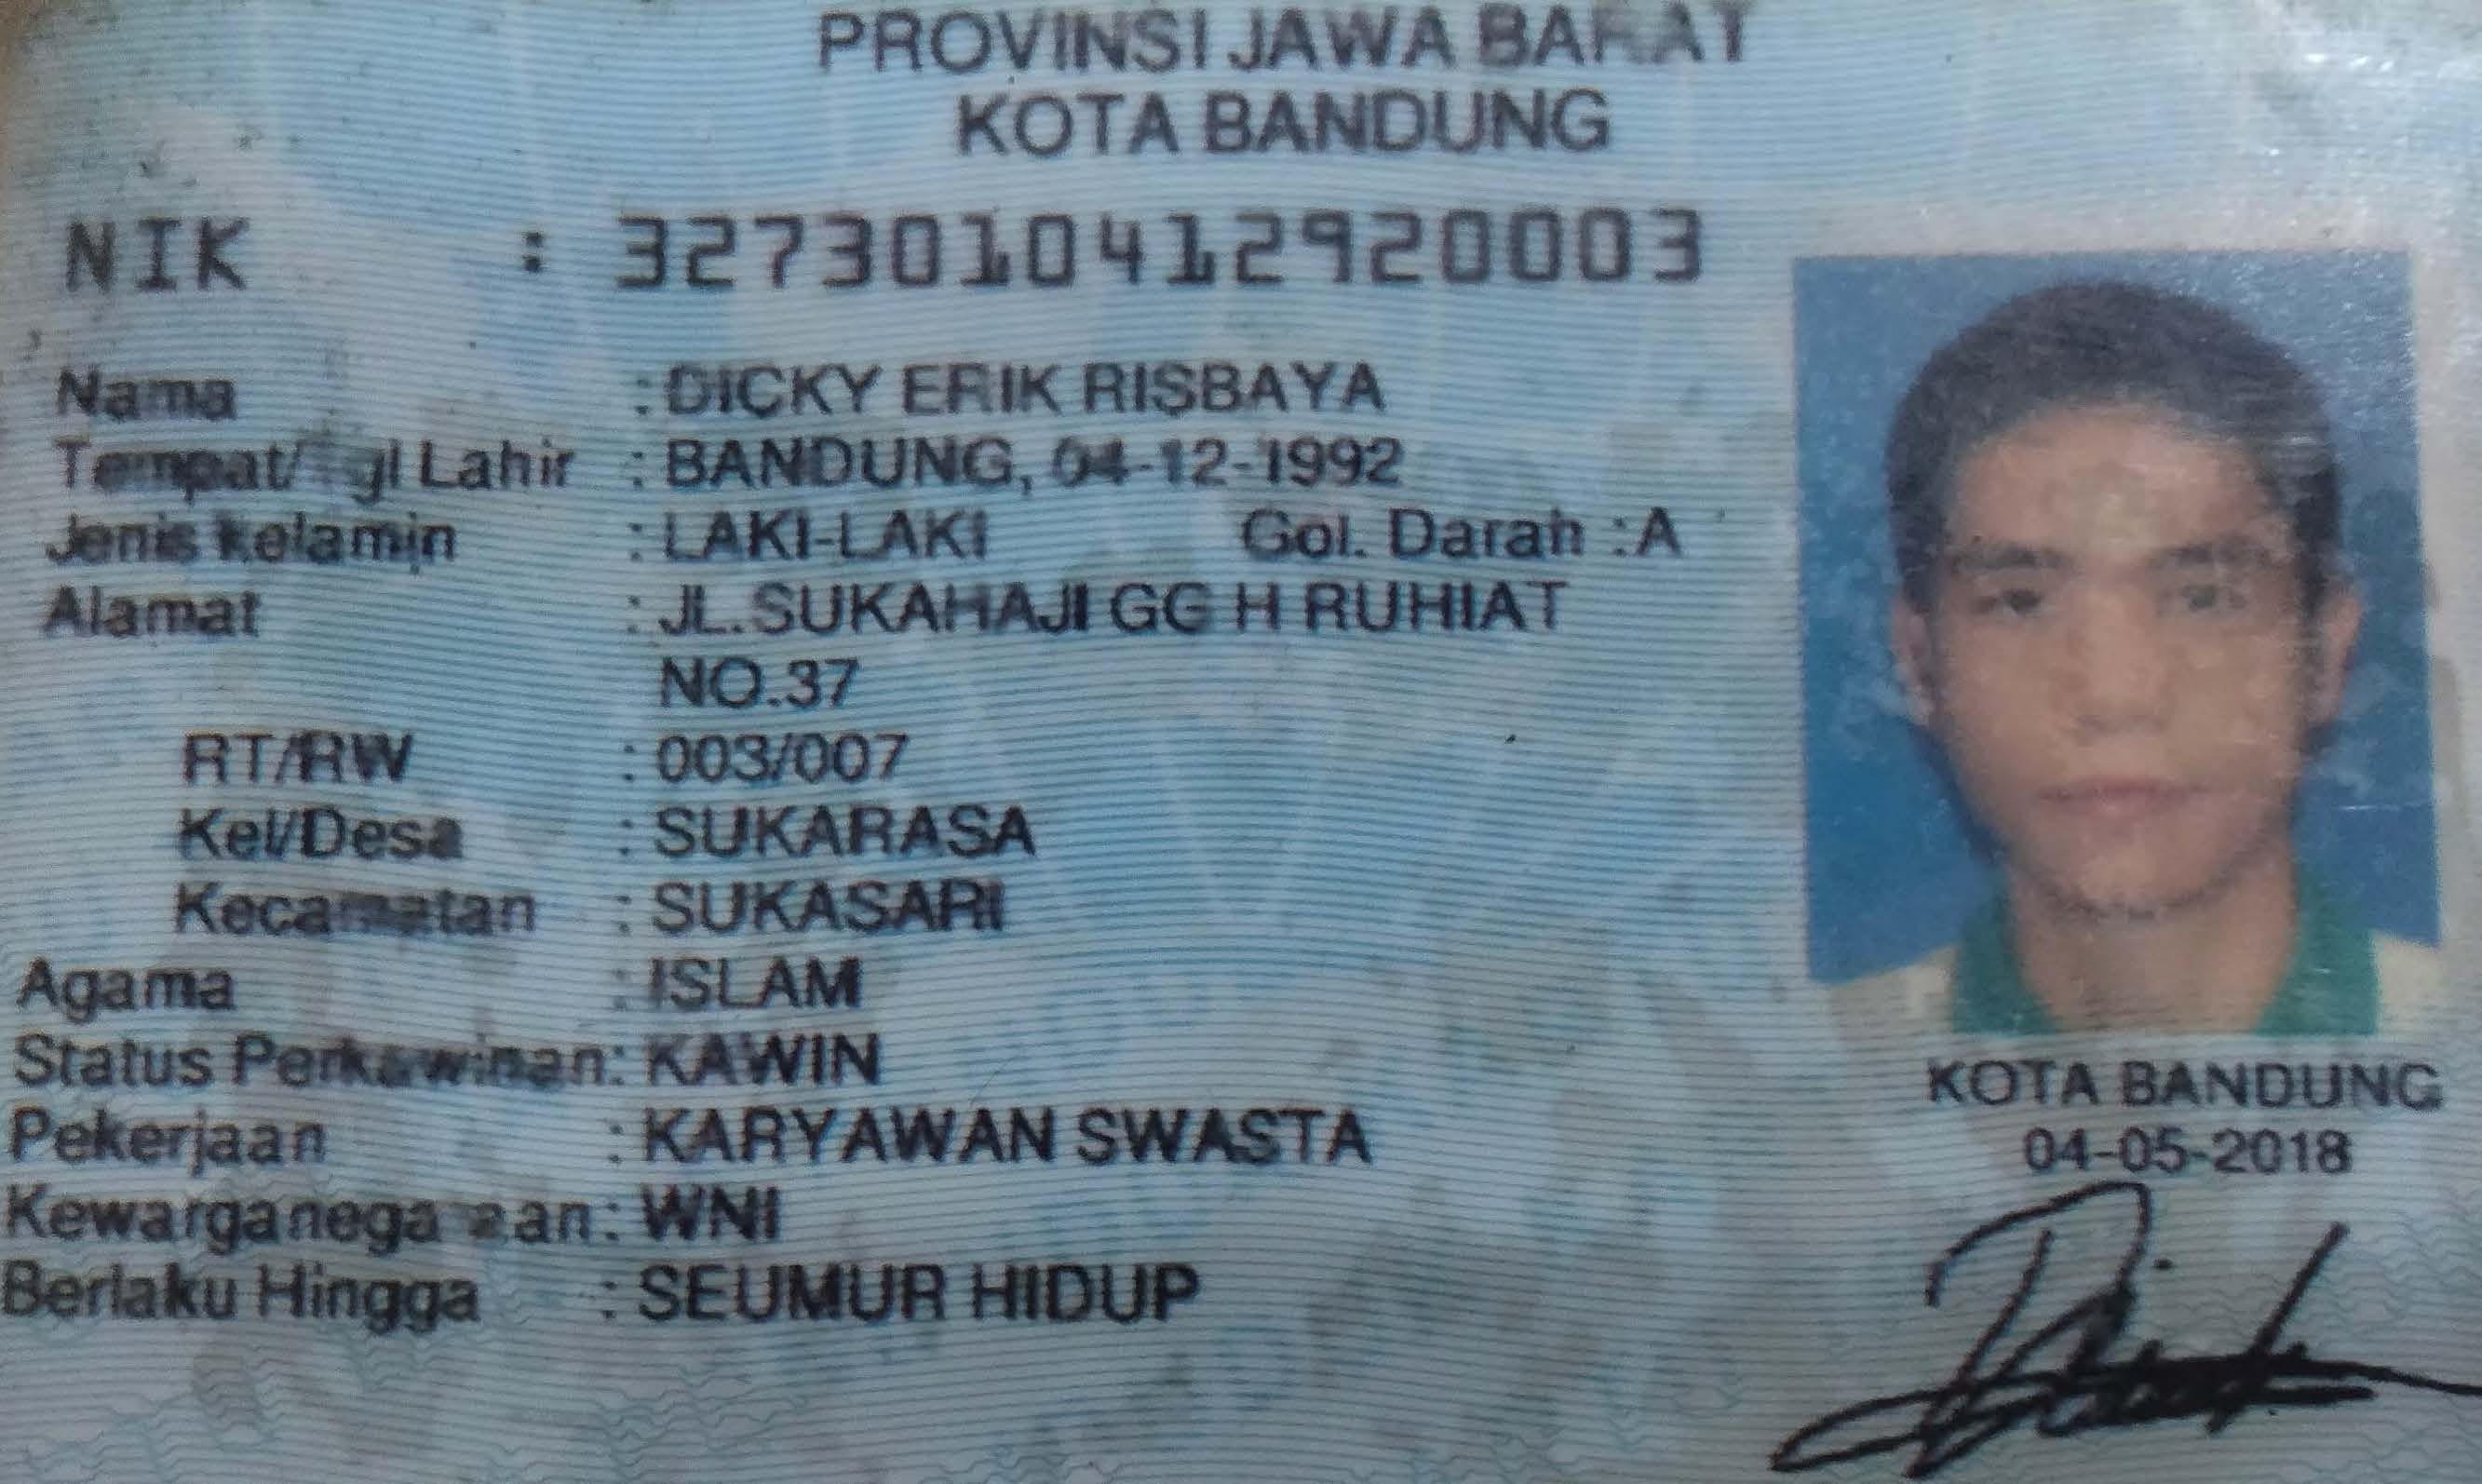 PROVINSI JAWA BARAT
KOTA BANDUNG
NIK : 3273010412920003
Nama : DICKY ERIK RISBAYA
Tempat/Tgl Lahir : BANDUNG, 04-12-1992
Jenis kelamin : LAKI-LAKI Gol. Darah : A
Alamat : JL.SUKAHAJI GG H RUHIAT
NO.37
RT/RW : 003/007
Kel/Desa : SUKARASA
Kecamatan : SUKASARI
Agama : ISLAM
Status Perkawinan: KAWIN
Pekerjaan : KARYAWAN SWASTA
Kewarganegaraan: WNI
Berlaku Hingga : SEUMUR HIDUP
KOTA BANDUNG
04-05-2018